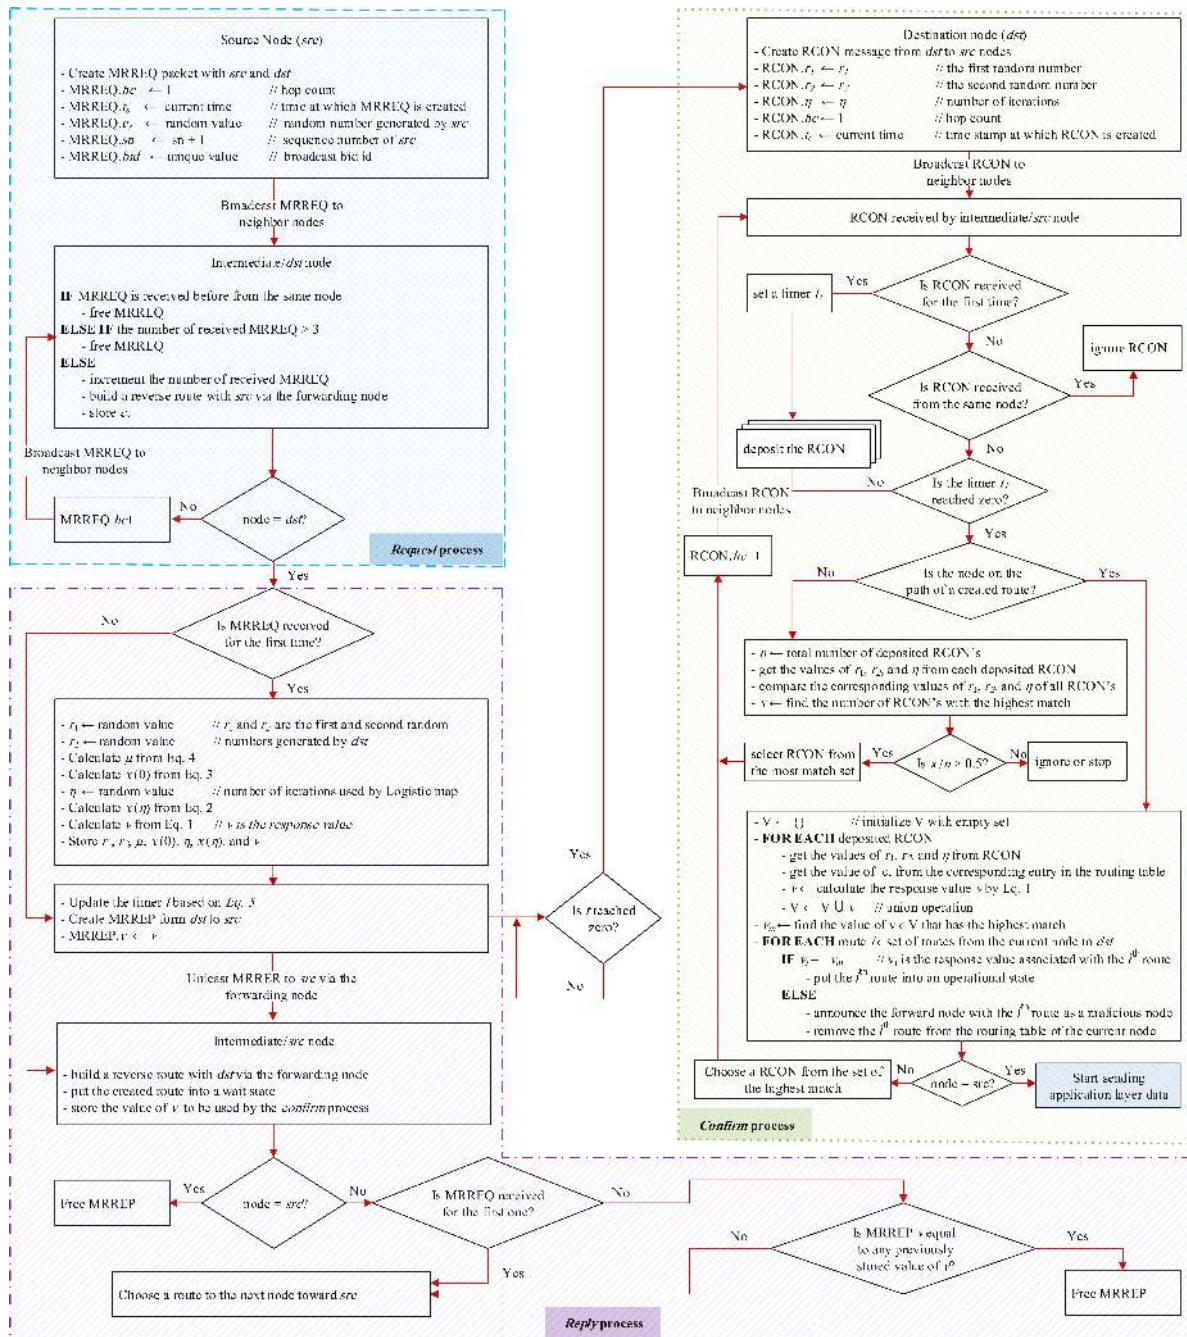 Source Node (src)
- Create MRREQ packet with src and dst
- MRREQ.hc ← 1 // hop count
- MRREQ.ts ← current time // time at which MRREQ is created
- MRREQ. ← random value // random number generated by src
- MRREQ.sn ← sn + 1 // sequence number of src
- MRREQ.bid ← unique value // broadcast bid id
Broadcast MRREQ to
neighbor nodes
Intermediate/dst node
IF MRREQ is received before from the same node
- free MRREQ
ELSE IF the number of received MRREQ > 3
- free MRREQ
ELSE
- increment the number of received MRREQ
- build a reverse route with src via the forwarding node
- store
Broadcast MRREQ to
neighbor nodes
MRREQ.hc
No
node = dst?
Request process
Yes
Is MRREQ received
for the first time?
No
Yes
- r1 ← random value // r1 and r2 are the first and second random
- r2 ← random value // numbers generated by dst
- Calculate μ from Eq. 4
- Calculate x(0) from Eq. 3
- η ← random value // number of iterations used by Logistic map
- Calculate x(η) from Eq. 2
- Calculate v from Eq. 1 // v is the response value
- Store r1, r2, μ, x(0), η, x(η), and v
- Update the timer t based on Eq. 5
- Create MRREP form dst to src
- MRREP.v ← v
Is t reached
zero?
Yes
No
Unicast MRRER to src via the
forwarding node
Intermediate/src node
- build a reverse route with dst via the forwarding node
- put the created route into a wait state
- store the value of v to be used by the confirm process
node = src?
Yes
Free MRREP
No
Is MRREQ received
for the first one?
No
Yes
Choose a route to the next node toward src
Is MRREP v equal
to any previously
stored value of v?
No
Yes
Free MRREP
Reply process
Destination node (dst)
- Create RCON message from dst to src nodes
- RCON.r1 ← r1 // the first random number
- RCON.r2 ← r2 // the second random number
- RCON.η ← η // number of iterations
- RCON.hc ← 1 // hop count
- RCON.tc ← current time // time stamp at which RCON is created
Broadcast RCON to
neighbor nodes
RCON received by intermediate/src node
Is RCON received
for the first time?
Yes
set a timer
No
Is RCON received
from the same node?
Yes
ignore RCON
No
deposit the RCON
Is the timer
reached zero?
No
Yes
Broadcast RCON
to neighbor nodes
RCON.hc
Is the node on the
path of a created route?
No
Yes
- n ← total number of deposited RCON's
- get the values of r1, r2, and η from each deposited RCON
- compare the corresponding values of r1, r2, and η of all RCON's
- x ← find the number of RCON's with the highest match
Is x/n > 0.5?
Yes
select RCON from
the most match set
No
ignore or stop
- V ← {} // initialize V with empty set
- FOR EACH deposited RCON
- get the values of r1, r2, and η from RCON
- get the value of from the corresponding entry in the routing table
- v ← calculate the response value v by Eq. 1
- V ← V ∪ v // union operation
- vm ← find the value of v ∈ V that has the highest match
- FOR EACH route i ∈ set of routes from the current node to dst
IF vi = vm // vi is the response value associated with the ith route
- put the ith route into an operational state
ELSE
- announce the forward node with the ith route as a malicious node
- remove the ith route from the routing table of the current node
Choose a RCON from the set of
the highest match
No
node = src?
Yes
Start sending
application layer data
Confirm process